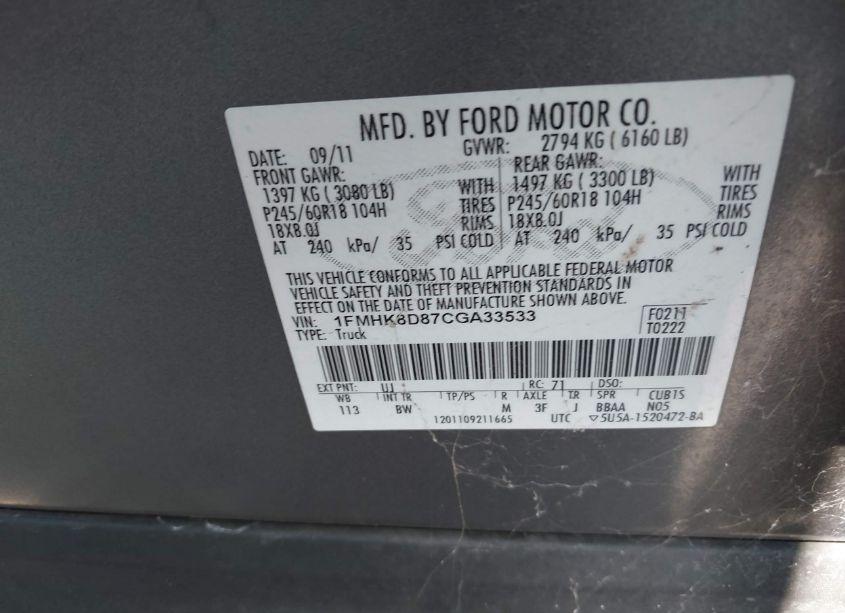 MFD. BY FORD MOTOR CO.
DATE: 09/11 GVWR: 2794 KG ( 6160 LB)
FRONT GAWR: REAR GAWR:
1397 KG ( 3080 LB) WITH 1497 KG ( 3300 LB) WITH
P245/60R18 104H TIRES P245/60R18 104H TIRES
18X8.0J RIMS 18X8.0J RIMS
AT 240 kPa/ 35 PSI COLD AT 240 kPa/ 35 PSI COLD
Ford
THIS VEHICLE CONFORMS TO ALL APPLICABLE FEDERAL MOTOR
VEHICLE SAFETY AND THEFT PREVENTION STANDARDS IN
EFFECT ON THE DATE OF MANUFACTURE SHOWN ABOVE.
VIN: 1FMHK8D87CGA33533 F0211
TYPE: Truck T0222
EXT PNT: UJ RC: 71 DSO:
WB INT TR TP/PS R AXLE TR SPR CUB1S
113 BW M 3F J BBAA N05
1201109211665 UTC ▽5U5A-1520472-BA